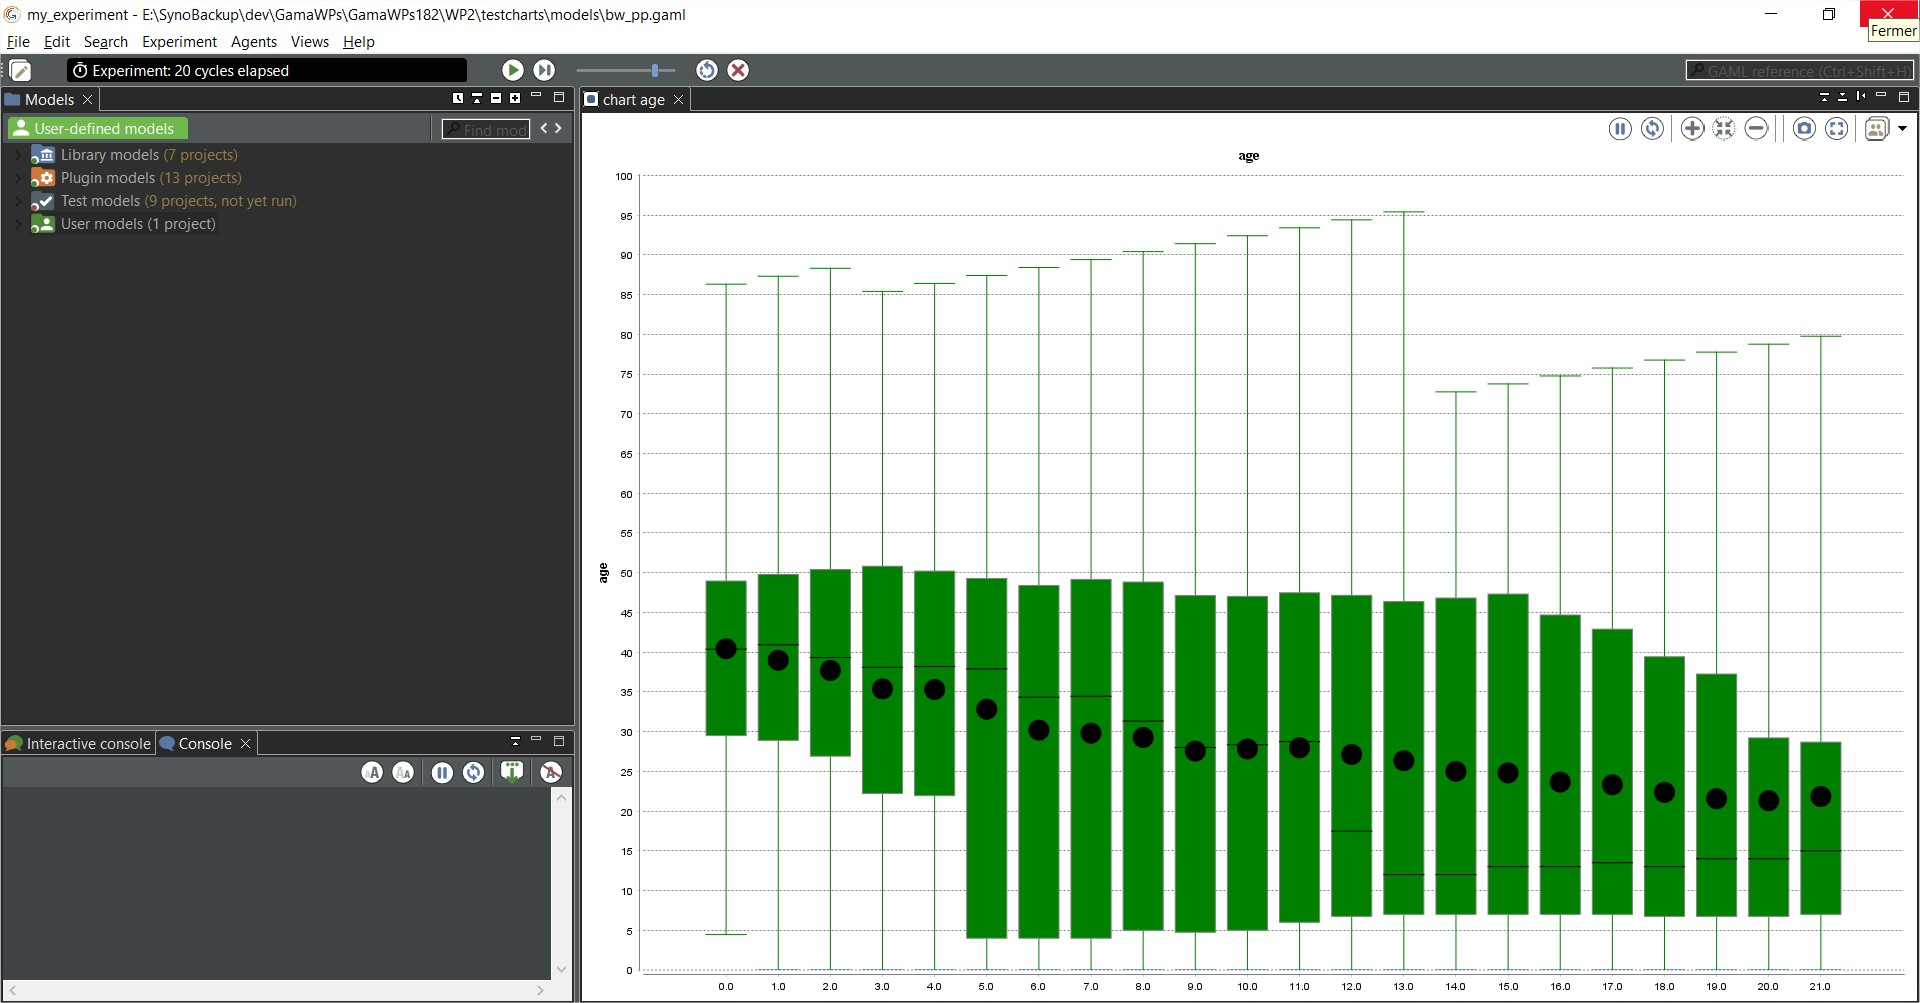 my_experiment - E:\SynoBackup\dev\GamaWPs\GamaWPs182\WP2\testcharts\models\bw_pp.gaml
Fermer
File Edit Search Experiment Agents Views Help
Experiment: 20 cycles elapsed
GAML reference (Ctrl+Shift+H)
Models
User-defined models
Find mod
Library models (7 projects)
Plugin models (13 projects)
Test models (9 projects, not yet run)
User models (1 project)
Interactive console
Console
chart age
age
100
95
90
85
80
75
70
65
60
55
50
45
40
35
30
25
20
15
10
5
0
age
0.0 1.0 2.0 3.0 4.0 5.0 6.0 7.0 8.0 9.0 10.0 11.0 12.0 13.0 14.0 15.0 16.0 17.0 18.0 19.0 20.0 21.0